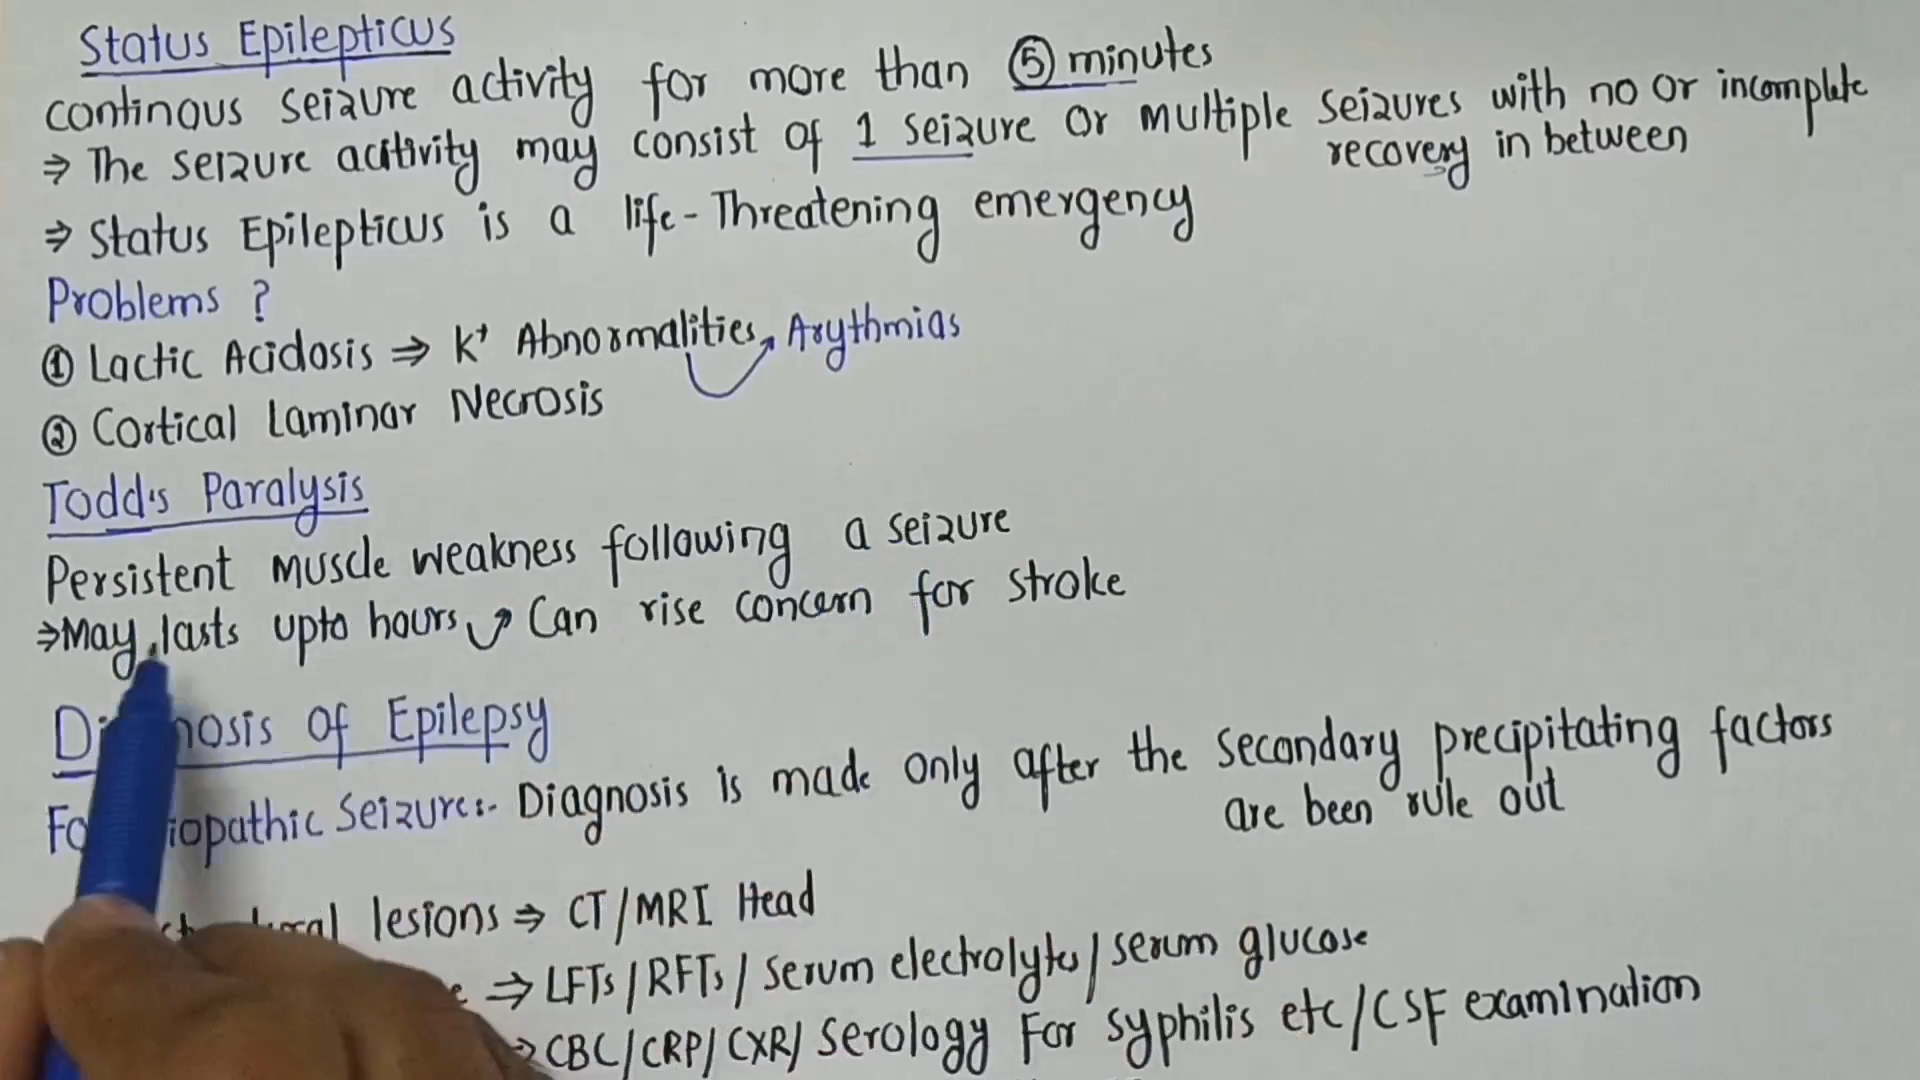 Status Epilepticus
continous seizure activity for more than 5 minutes
⇒ The seizure acitivity may consist of 1 seizure or multiple seizures with no or incomplete
recovery in between
⇒ Status Epilepticus is a life-Threatening emergency
Problems ?
① Lactic Acidosis ⇒ K⁺ Abnormalities Arythmias
② Cortical Laminar Necrosis
Todd's Paralysis
Persistent muscle weakness following a seizure
⇒ May lasts upto hours Can rise concern for stroke
of Epilepsy
Seizures:- Diagnosis is made only after the secondary precipitating factors
are been rule out
lesions ⇒ CT/MRI Head
⇒ LFTs/RFTs/serum electrolytes/serum glucose
⇒ CBC/CRP/CXR/Serology For syphilis etc/CSF examination